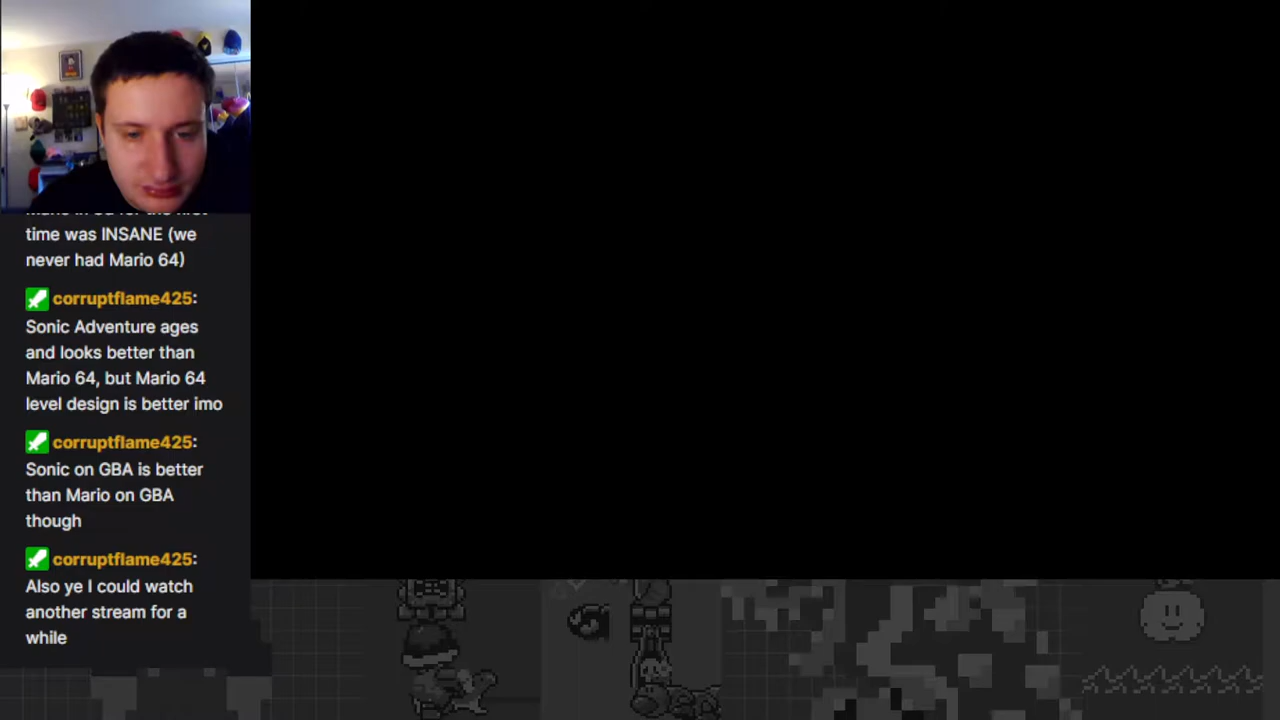 time was INSANE (we
never had Mario 64)
corruptflame425:
Sonic Adventure ages
and looks better than
Mario 64, but Mario 64
level design is better imo
corruptflame425:
Sonic on GBA is better
than Mario on GBA
though
corruptflame425:
Also ye I could watch
another stream for a
while